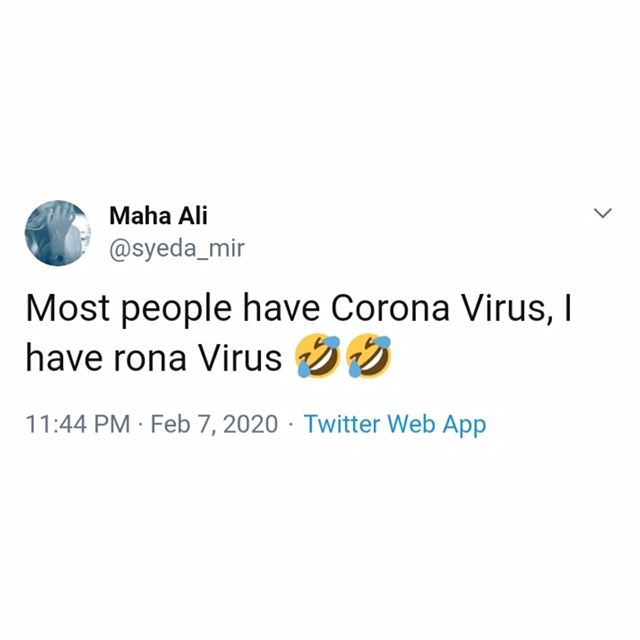 Maha Ali
@syeda_mir
Most people have Corona Virus, I
have rona Virus 🤣🤣
11:44 PM · Feb 7, 2020 · Twitter Web App